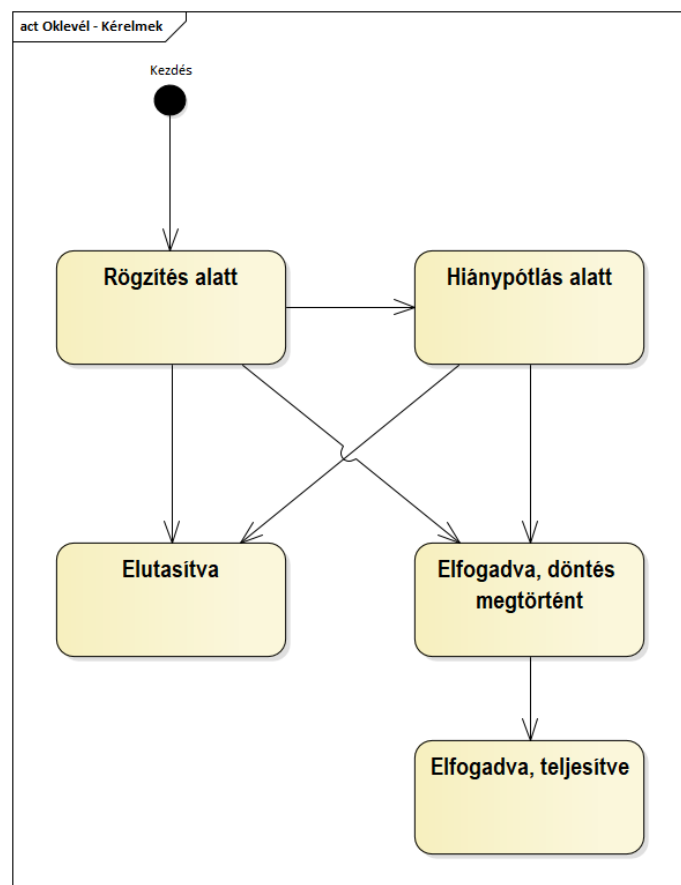 act Oklevél - Kérelmek
Kezdés
Rögzítés alatt
Hiánypótlás alatt
Elutasítva
Elfogadva, döntés
megtörtént
Elfogadva, teljesítve